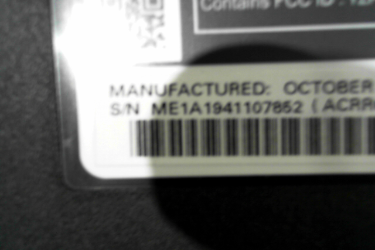 Contains FCC ID :
MANUFACTURED: OCTOBER
S/N ME1A1941107852 (ACRR